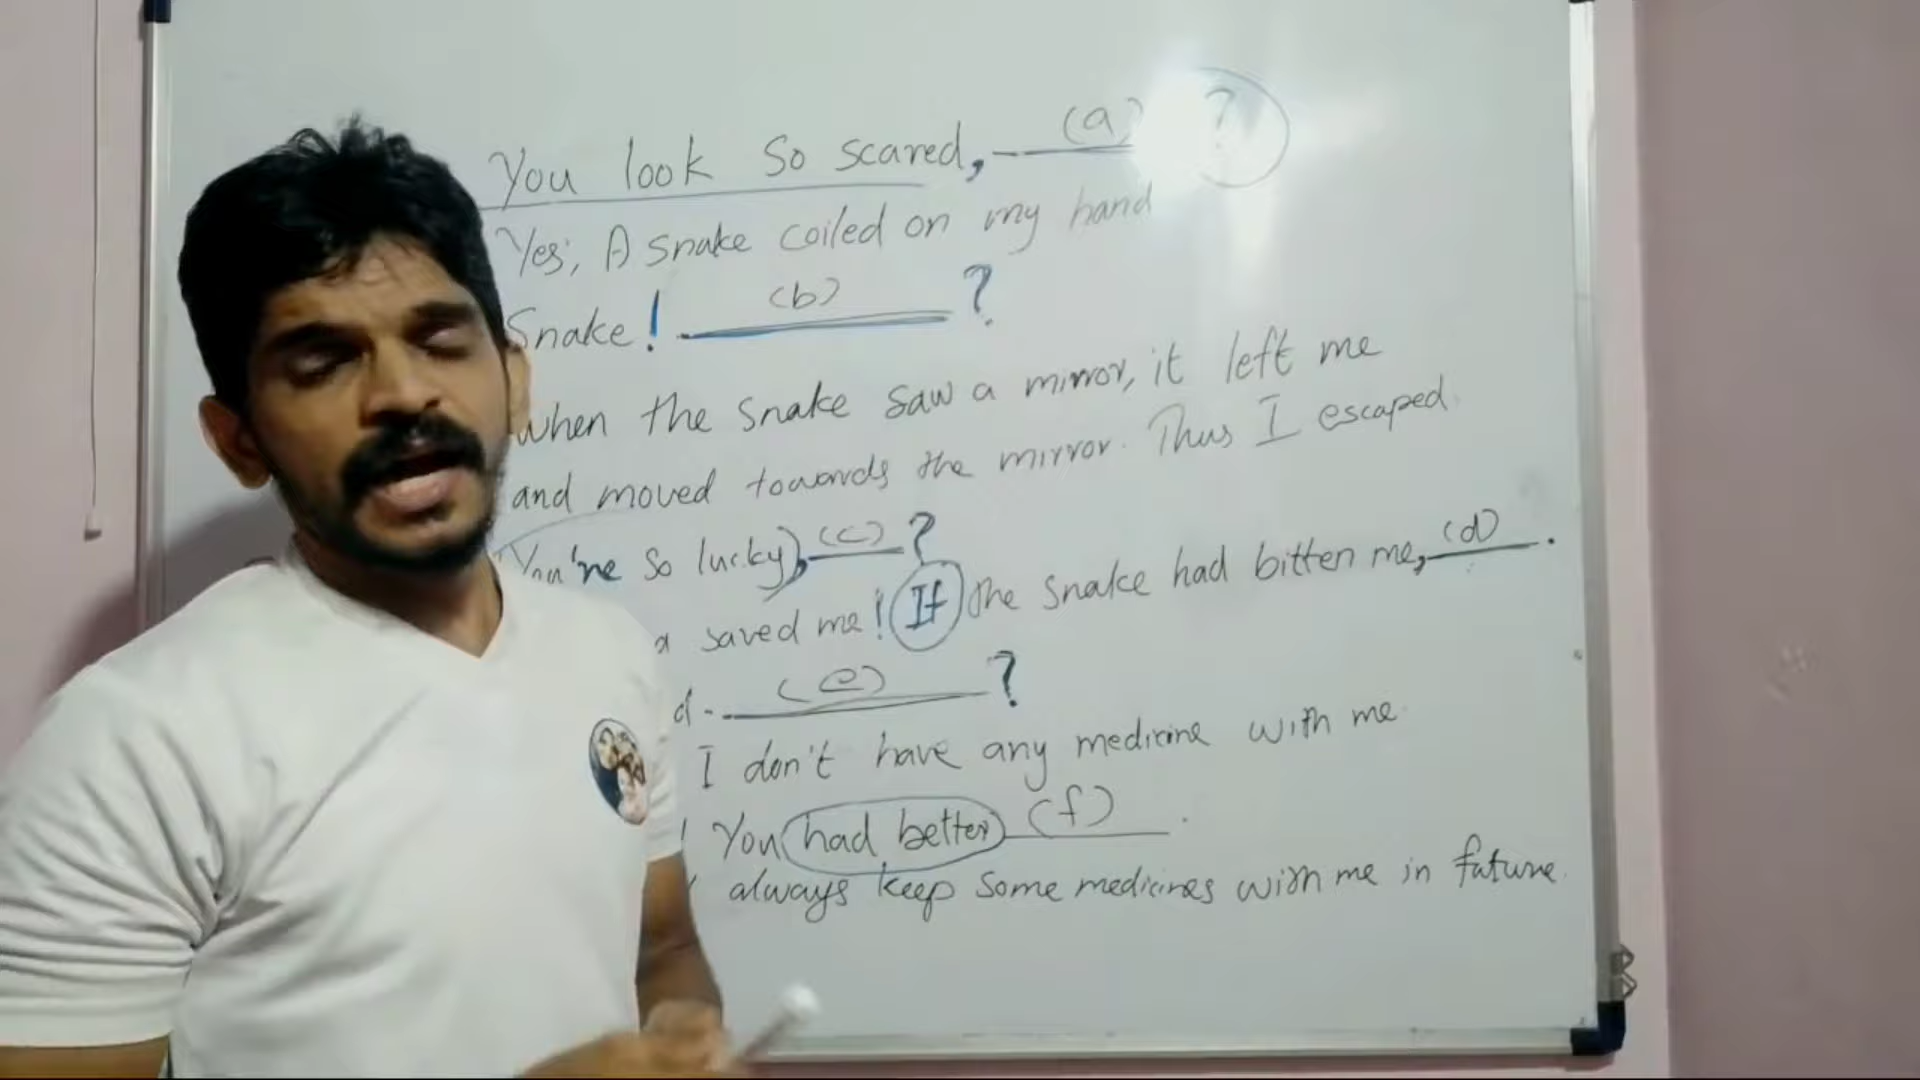 You look so scared, (a) ?
Yes; A snake coiled on my hand
Snake! (b) ?
When the snake saw a mirror, it left me
and moved towards the mirror. Thus I escaped.
You're so lucky), (c) ?
a saved me! If the snake had bitten me, (d) .
d - (e) ?
I don't have any medicine with me.
You had better (f) .
always keep some medicines with me in future.